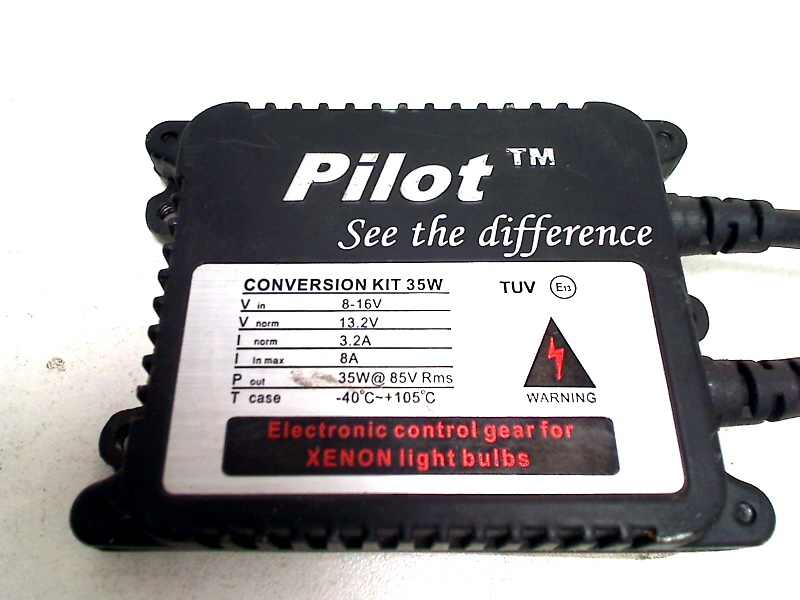 Pilot™
See the difference
CONVERSION KIT 35W
V in 8-16V
V norm 13.2V
I norm 3.2A
I In max 8A
P out 35W@ 85V Rms
T case -40℃~+105℃
TUV E13
WARNING
Electronic control gear for
XENON light bulbs